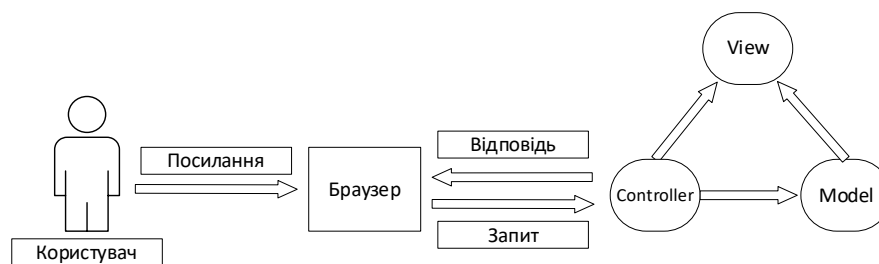 View
Посилання
Відповідь
Браузер
Controller
Model
Запит
Користувач